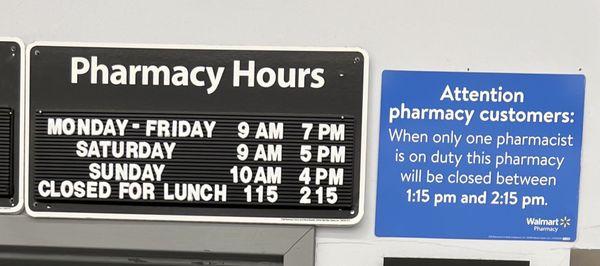 Pharmacy Hours
MONDAY - FRIDAY 9 AM 7 PM
SATURDAY 9 AM 5 PM
SUNDAY 10 AM 4 PM
CLOSED FOR LUNCH 115 215
Attention
pharmacy customers:
When only one pharmacist
is on duty this pharmacy
will be closed between
1:15 pm and 2:15 pm.
Walmart
Pharmacy